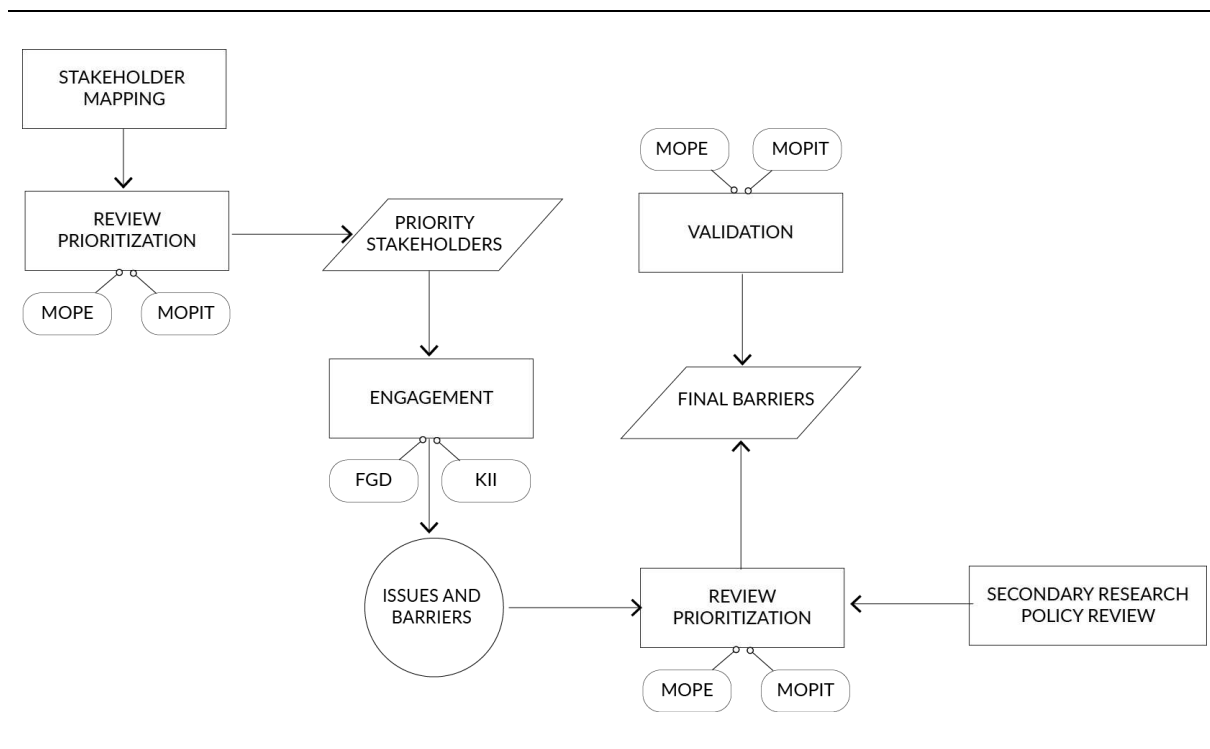 STAKEHOLDER
MAPPING
REVIEW
PRIORITIZATION
MOPE
MOPIT
PRIORITY
STAKEHOLDERS
ENGAGEMENT
FGD
KII
ISSUES AND
BARRIERS
MOPE
MOPIT
VALIDATION
FINAL BARRIERS
REVIEW
PRIORITIZATION
MOPE
MOPIT
SECONDARY RESEARCH
POLICY REVIEW